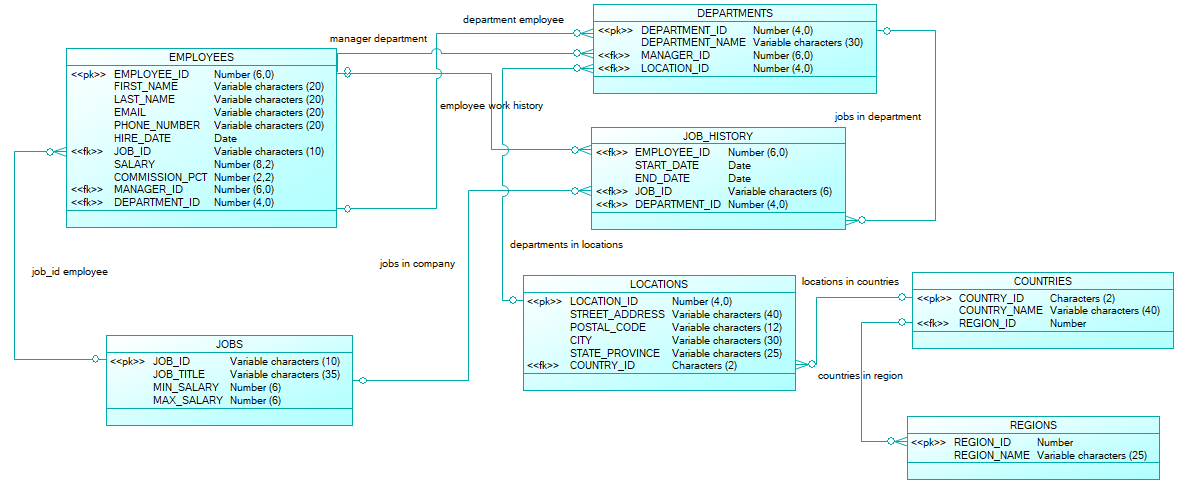 department employee
manager department
DEPARTMENTS
<<pk>> DEPARTMENT_ID Number (4,0)
DEPARTMENT_NAME Variable characters (30)
<<fk>> MANAGER_ID Number (6,0)
<<fk>> LOCATION_ID Number (4,0)
EMPLOYEES
<<pk>> EMPLOYEE_ID Number (6,0)
FIRST_NAME Variable characters (20)
LAST_NAME Variable characters (20)
EMAIL Variable characters (20)
PHONE_NUMBER Variable characters (20)
HIRE_DATE Date
<<fk>> JOB_ID Variable characters (10)
SALARY Number (8,2)
COMMISSION_PCT Number (2,2)
<<fk>> MANAGER_ID Number (6,0)
<<fk>> DEPARTMENT_ID Number (4,0)
employee work history
jobs in department
JOB_HISTORY
<<fk>> EMPLOYEE_ID Number (6,0)
START_DATE Date
END_DATE Date
<<fk>> JOB_ID Variable characters (6)
<<fk>> DEPARTMENT_ID Number (4,0)
departments in locations
jobs in company
job_id employee
LOCATIONS
<<pk>> LOCATION_ID Number (4,0)
STREET_ADDRESS Variable characters (40)
POSTAL_CODE Variable characters (12)
CITY Variable characters (30)
STATE_PROVINCE Variable characters (25)
<<fk>> COUNTRY_ID Characters (2)
locations in countries
COUNTRIES
<<pk>> COUNTRY_ID Characters (2)
COUNTRY_NAME Variable characters (40)
<<fk>> REGION_ID Number
countries in region
JOBS
<<pk>> JOB_ID Variable characters (10)
JOB_TITLE Variable characters (35)
MIN_SALARY Number (6)
MAX_SALARY Number (6)
REGIONS
<<pk>> REGION_ID Number
REGION_NAME Variable characters (25)